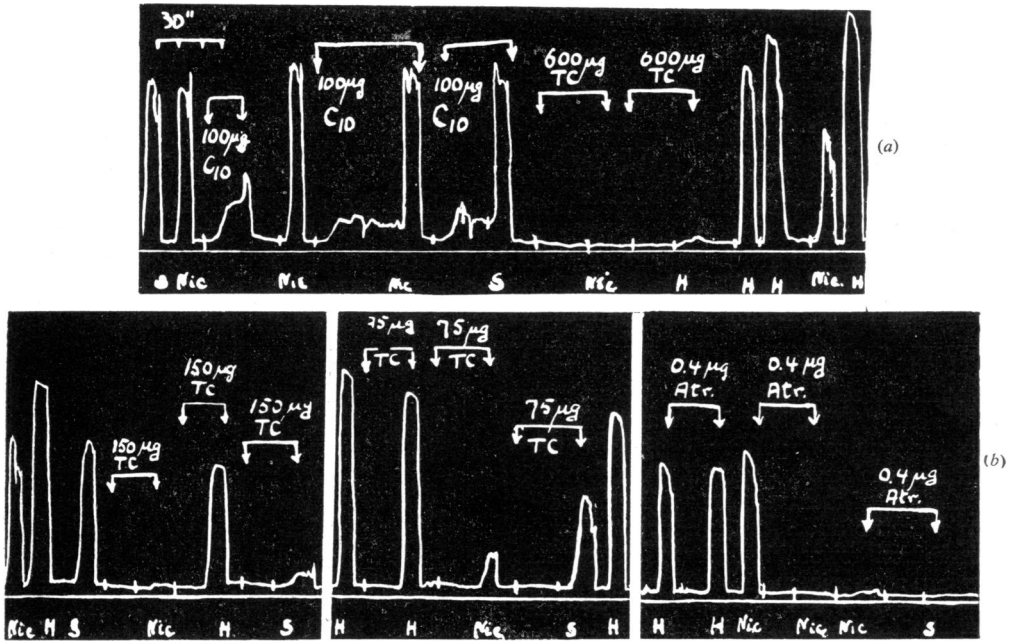 30"
100µg
C10
100µg
C10
100µg
C10
600µg
TC
600µg
TC
S Nic Nic Nic S Nic H H H Nic. H
(a)
150µg
TC
150µg
TC
150µg
TC
Nic H S Nic H S
75µg
TC
75µg
TC
75µg
TC
H H Nic S H
0.4µg
Atr.
0.4µg
Atr.
0.4µg
Atr.
H H Nic Nic Nic S
(b)